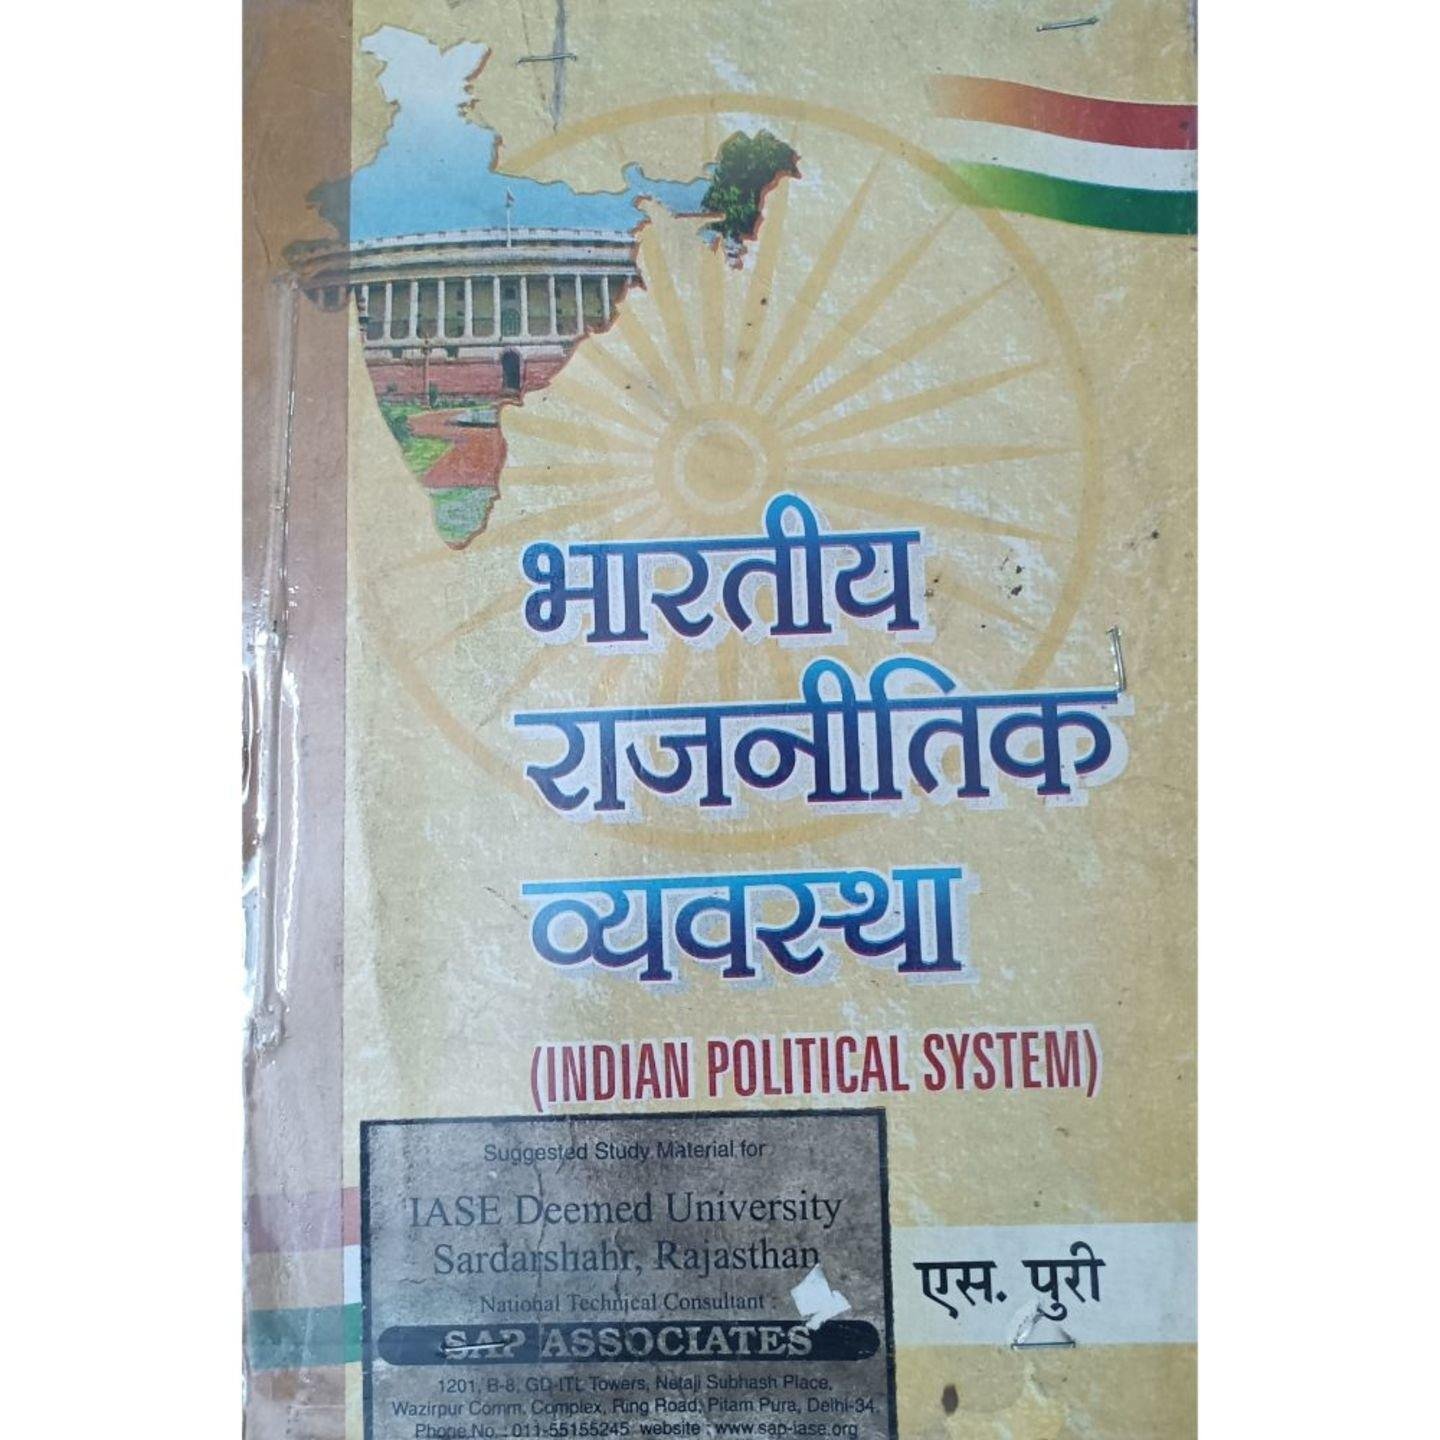 भारतीय
राजनीतिक
व्यवस्था
(INDIAN POLITICAL SYSTEM)
एस. पुरी
Suggested Study Material for
IASE Deemed University
Sardarshahr, Rajasthan
National Technical Consultant :
SAP ASSOCIATES
1201, B-8, GD-ITL Towers, Netaji Subhash Place,
Wazirpur Comm. Complex, Ring Road, Pitam Pura, Delhi-34.
Phone No. : 011-55155245 website : www.sap-iase.org